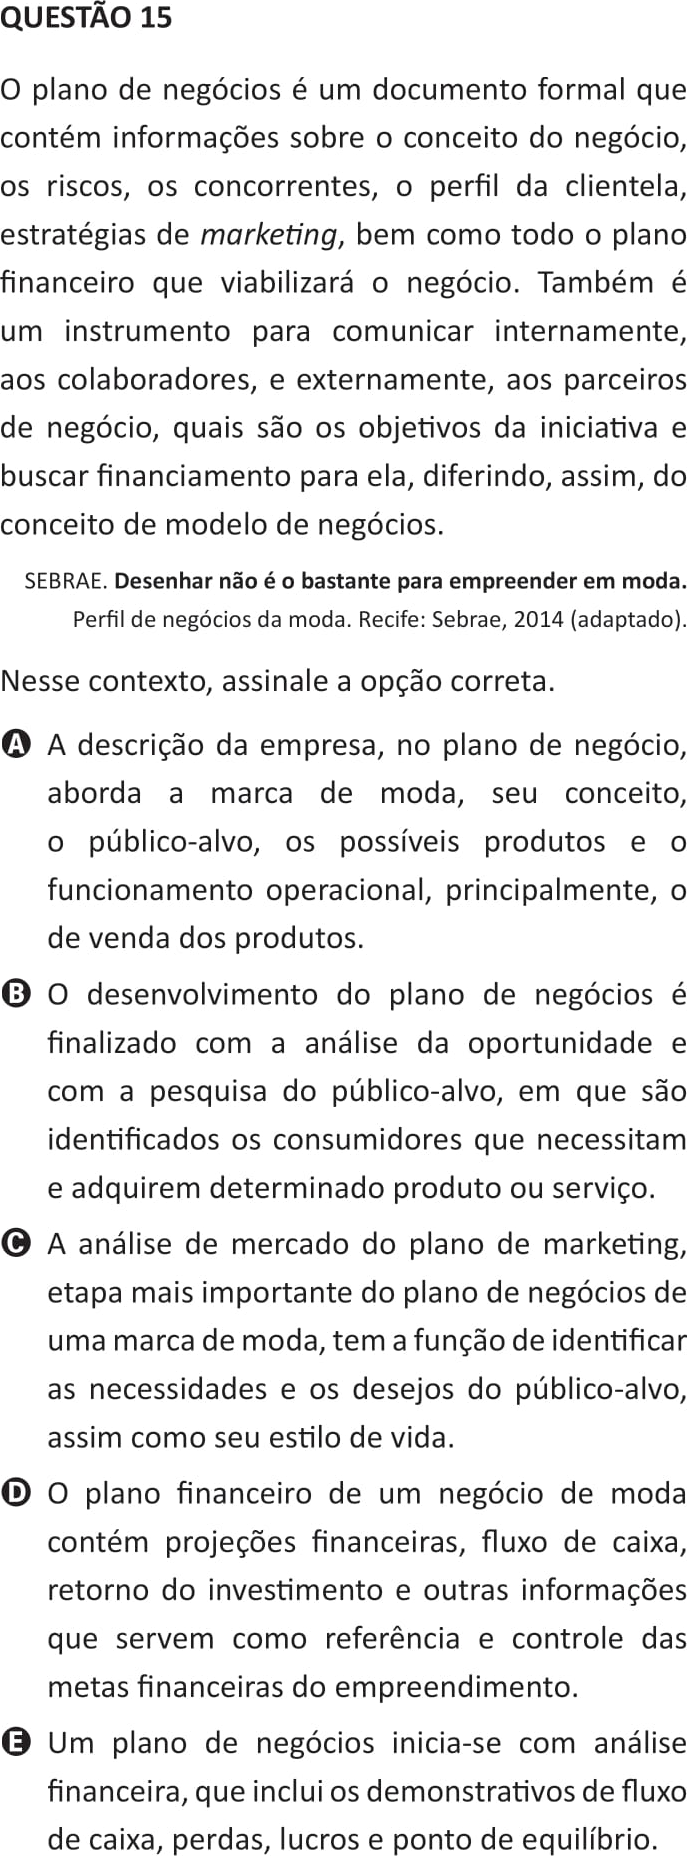 QUESTÃO 15
O plano de negócios é um documento formal que
contém informações sobre o conceito do negócio,
os riscos, os concorrentes, o perfil da clientela,
estratégias de marketing, bem como todo o plano
financeiro que viabilizará o negócio. Também é
um instrumento para comunicar internamente,
aos colaboradores, e externamente, aos parceiros
de negócio, quais são os objetivos da iniciativa e
buscar financiamento para ela, diferindo, assim, do
conceito de modelo de negócios.
SEBRAE. Desenhar não é o bastante para empreender em moda.
Perfil de negócios da moda. Recife: Sebrae, 2014 (adaptado).
Nesse contexto, assinale a opção correta.
A A descrição da empresa, no plano de negócio,
aborda a marca de moda, seu conceito,
o público-alvo, os possíveis produtos e o
funcionamento operacional, principalmente, o
de venda dos produtos.
B O desenvolvimento do plano de negócios é
finalizado com a análise da oportunidade e
com a pesquisa do público-alvo, em que são
identificados os consumidores que necessitam
e adquirem determinado produto ou serviço.
C A análise de mercado do plano de marketing,
etapa mais importante do plano de negócios de
uma marca de moda, tem a função de identificar
as necessidades e os desejos do público-alvo,
assim como seu estilo de vida.
D O plano financeiro de um negócio de moda
contém projeções financeiras, fluxo de caixa,
retorno do investimento e outras informações
que servem como referência e controle das
metas financeiras do empreendimento.
E Um plano de negócios inicia-se com análise
financeira, que inclui os demonstrativos de fluxo
de caixa, perdas, lucros e ponto de equilíbrio.